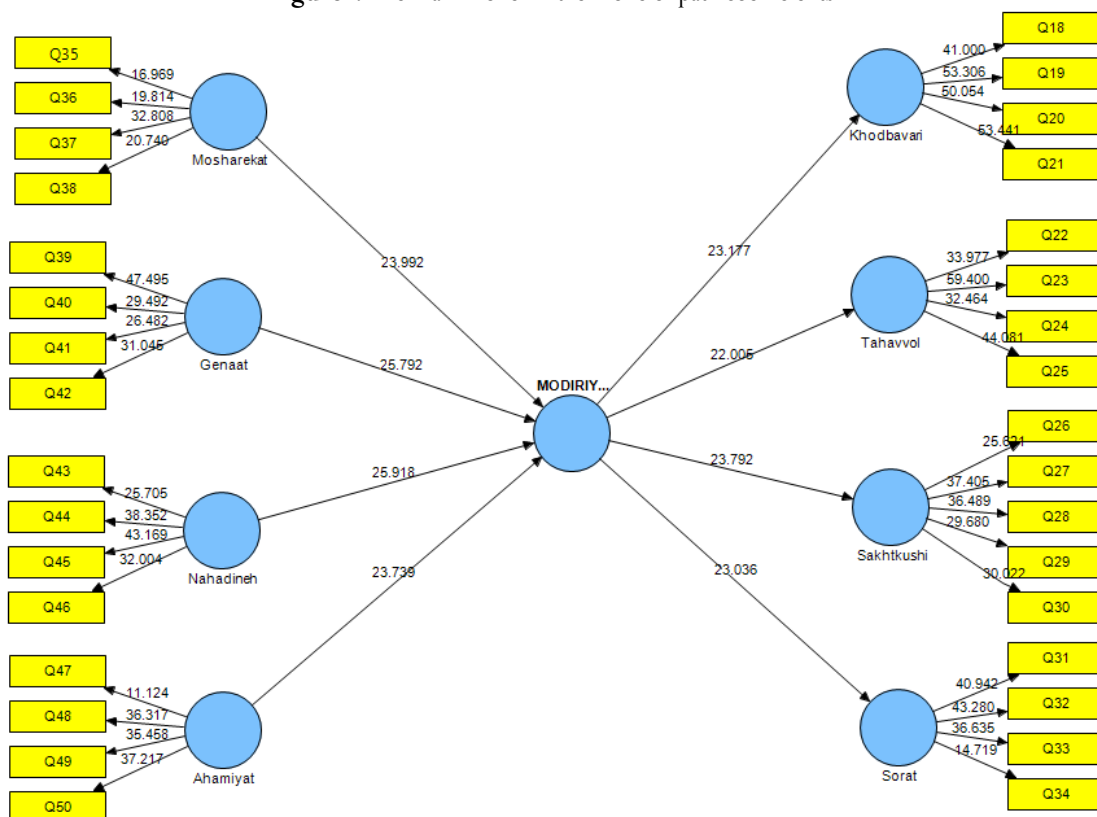 Q35
Q36
Q37
Q38
16.969
19.814
32.808
20.740
Mosharekat
Q39
Q40
Q41
Q42
47.495
29.492
26.482
31.045
Genaat
Q43
Q44
Q45
Q46
25.705
38.352
43.169
32.004
Nahadineh
Q47
Q48
Q49
Q50
11.124
36.317
35.458
37.217
Ahamiyat
23.992
25.792
25.918
23.739
MODIRIY...
23.177
22.005
23.792
23.036
Khodbavari
41.000
53.306
50.054
53.441
Q18
Q19
Q20
Q21
Tahavvol
33.977
59.400
32.464
44.081
Q22
Q23
Q24
Q25
Sakhtkushi
25.621
37.405
36.489
29.680
30.022
Q26
Q27
Q28
Q29
Q30
Sorat
40.942
43.280
36.635
14.719
Q31
Q32
Q33
Q34